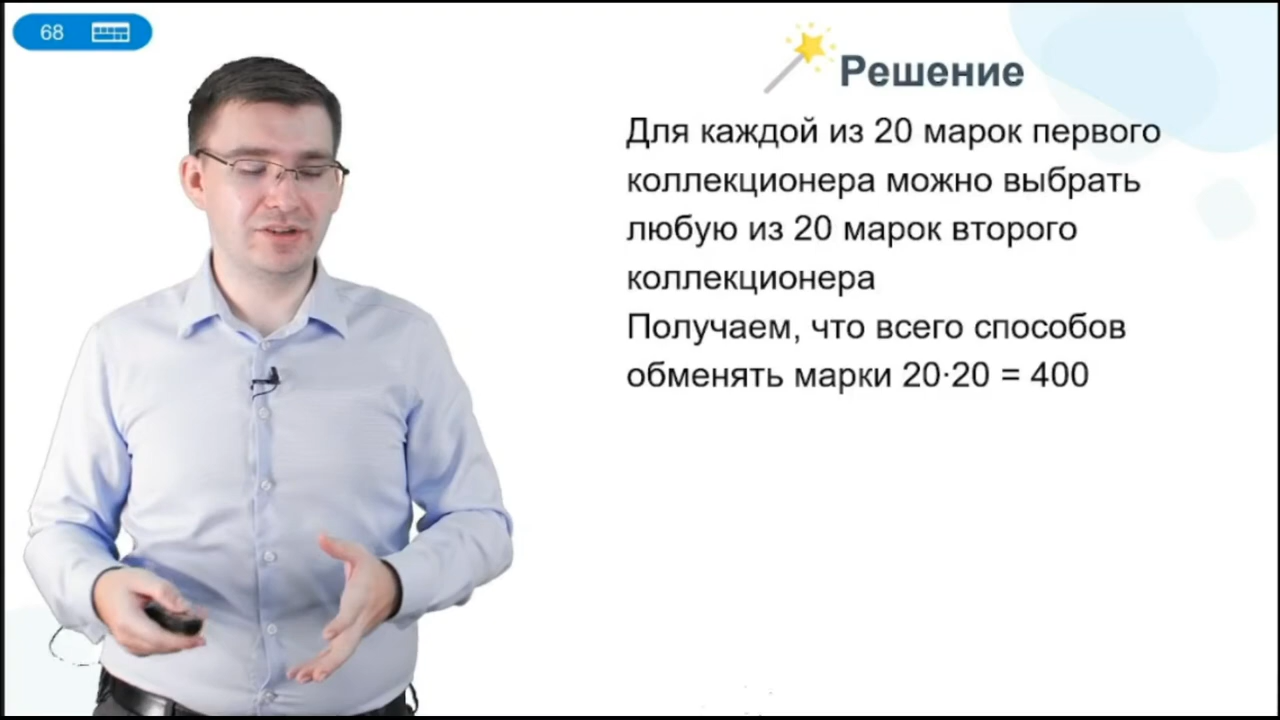 68
Решение
Для каждой из 20 марок первого
коллекционера можно выбрать
любую из 20 марок второго
коллекционера
Получаем, что всего способов
обменять марки 20·20 = 400